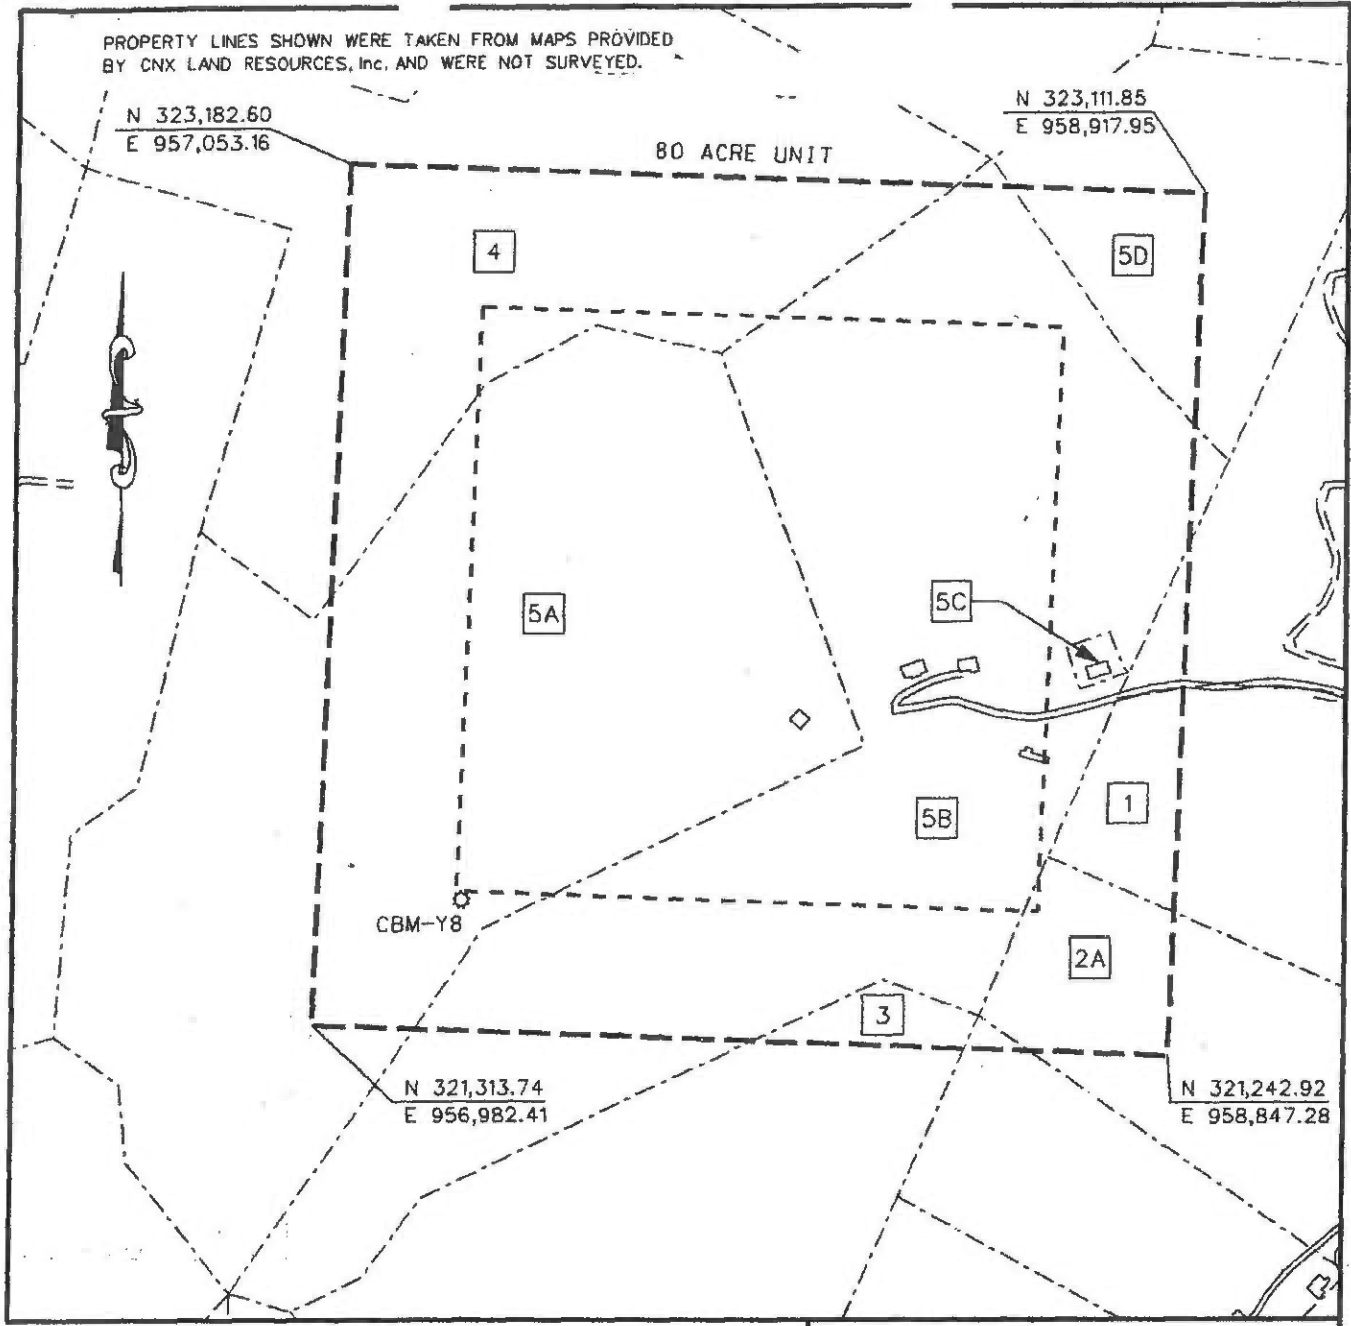 PROPERTY LINES SHOWN WERE TAKEN FROM MAPS PROVIDED
BY CNX LAND RESOURCES, Inc. AND WERE NOT SURVEYED.
N 323,182.60
E 957,053.16
N 323,111.85
E 958,917.95
80 ACRE UNIT
4
5D
5A
5C
5B
1
CBM-Y8
2A
3
N 321,313.74
E 956,982.41
N 321,242.92
E 958,847.28